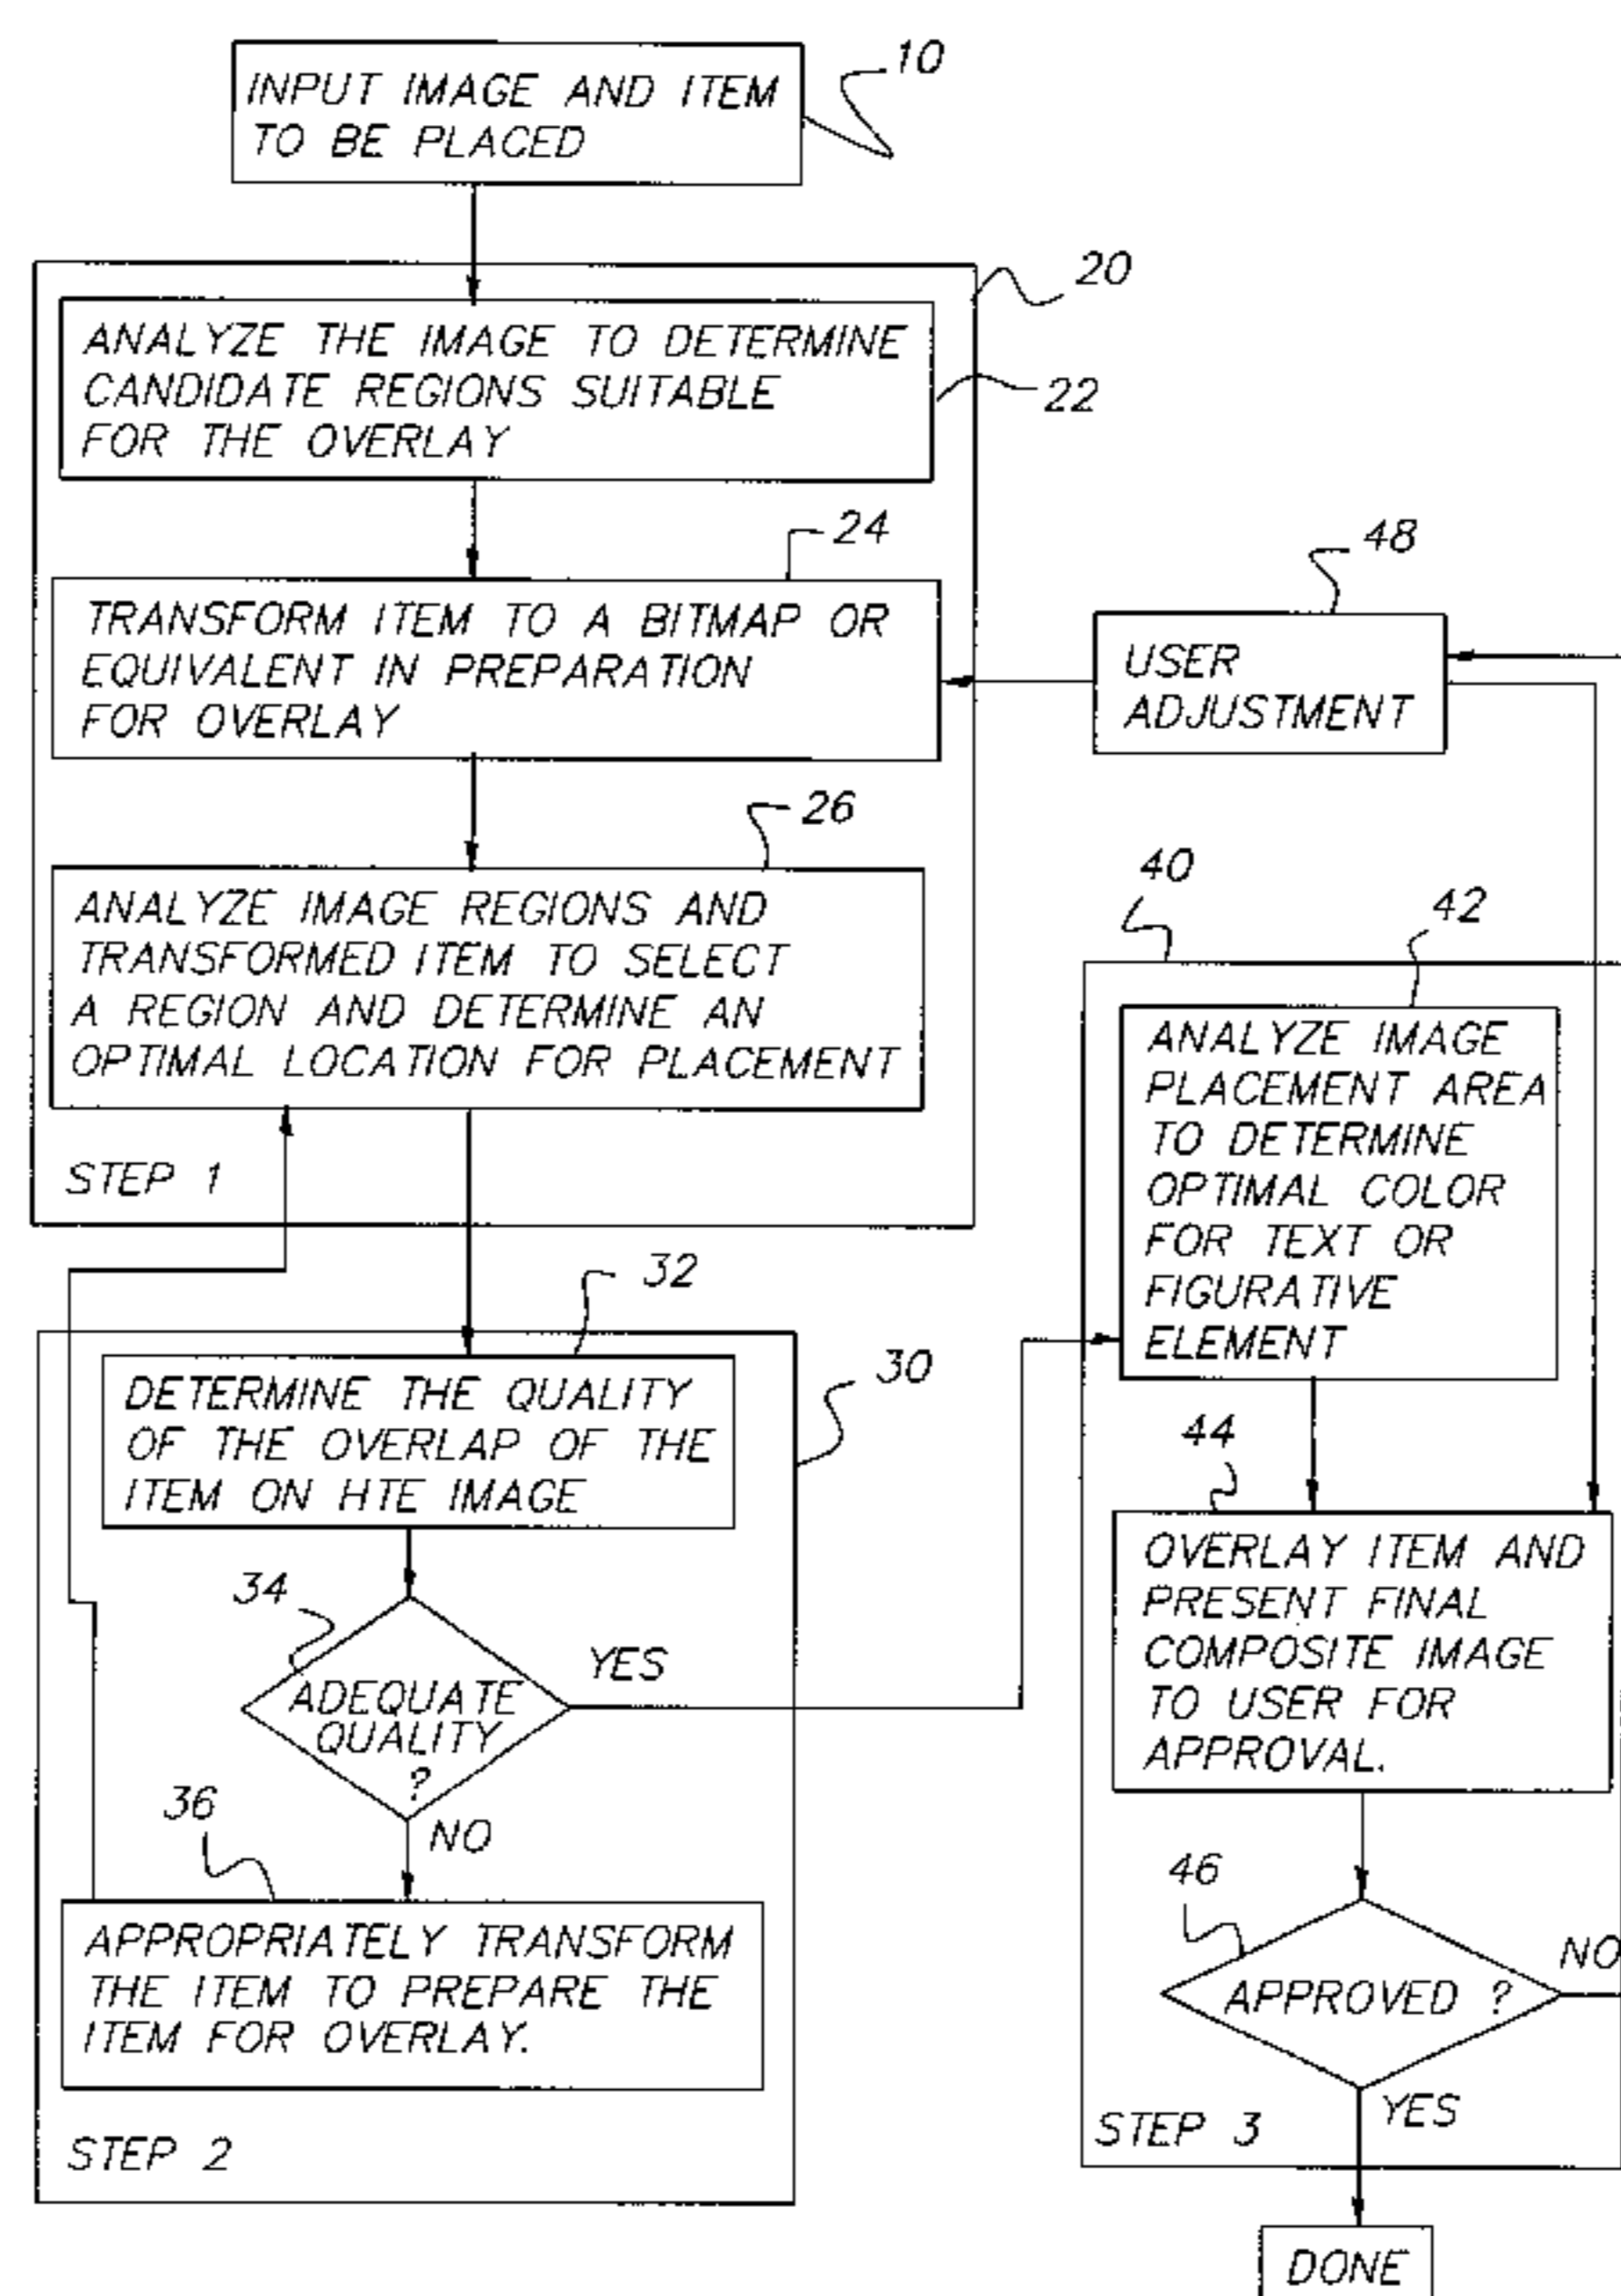 10
INPUT IMAGE AND ITEM
TO BE PLACED
20
ANALYZE THE IMAGE TO DETERMINE
CANDIDATE REGIONS SUITABLE
FOR THE OVERLAY
22
24
TRANSFORM ITEM TO A BITMAP OR
EQUIVALENT IN PREPARATION
FOR OVERLAY
48
USER
ADJUSTMENT
26
ANALYZE IMAGE REGIONS AND
TRANSFORMED ITEM TO SELECT
A REGION AND DETERMINE AN
OPTIMAL LOCATION FOR PLACEMENT
STEP 1
32
30
DETERMINE THE QUALITY
OF THE OVERLAP OF THE
ITEM ON HTE IMAGE
34
ADEQUATE
QUALITY
?
YES
NO
36
APPROPRIATELY TRANSFORM
THE ITEM TO PREPARE THE
ITEM FOR OVERLAY.
STEP 2
40
42
ANALYZE IMAGE
PLACEMENT AREA
TO DETERMINE
OPTIMAL COLOR
FOR TEXT OR
FIGURATIVE
ELEMENT
44
OVERLAY ITEM AND
PRESENT FINAL
COMPOSITE IMAGE
TO USER FOR
APPROVAL.
46
APPROVED ?
NO
YES
STEP 3
DONE